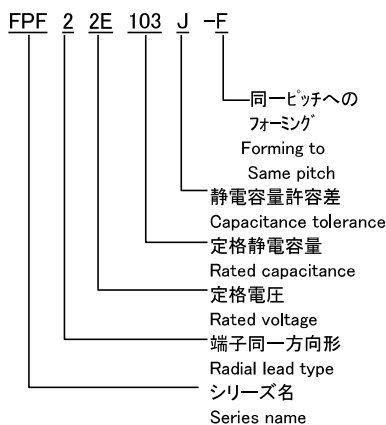 FPF 2 2E 103 J -F
同一ピッチへの
フォーミング
Forming to
Same pitch
静電容量許容差
Capacitance tolerance
定格静電容量
Rated capacitance
定格電圧
Rated voltage
端子同一方向形
Radial lead type
シリーズ名
Series name